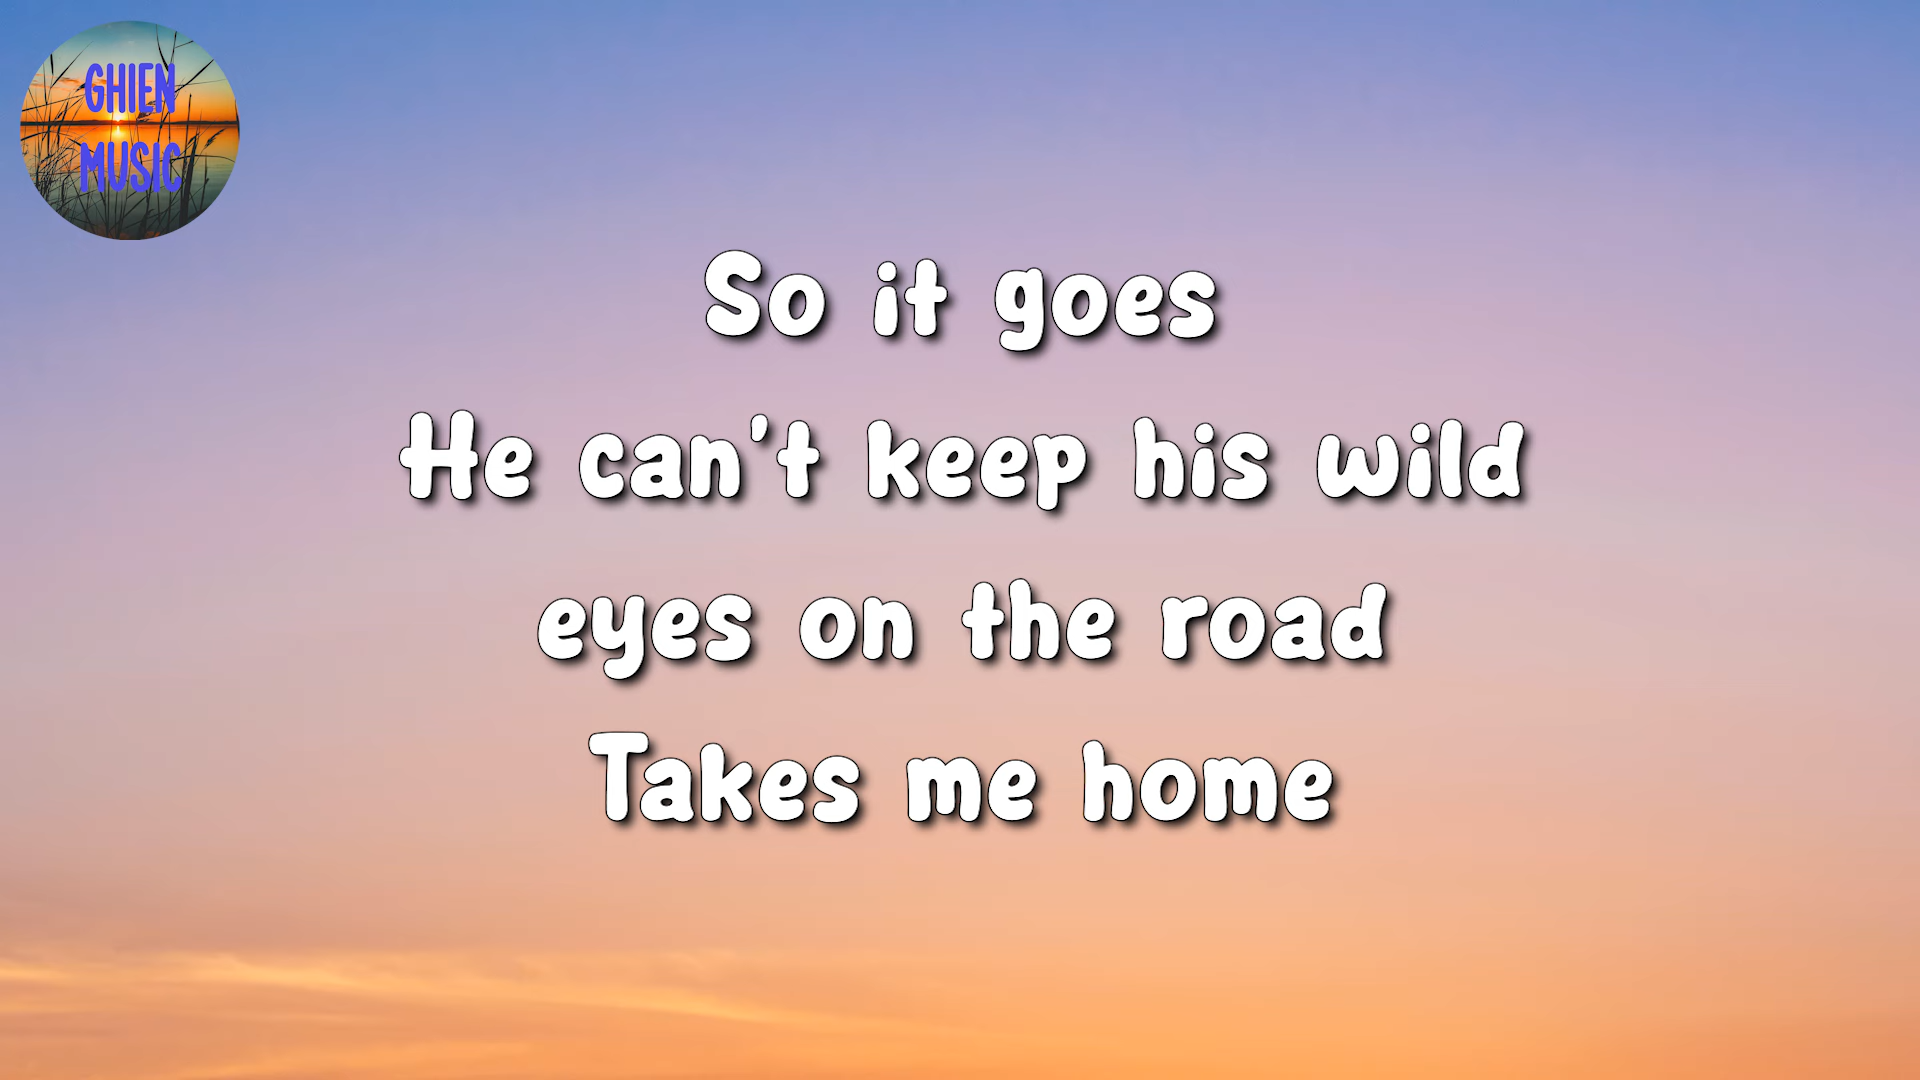 GHIEN
MUSIC
So it goes
He can't keep his wild
eyes on the road
Takes me home